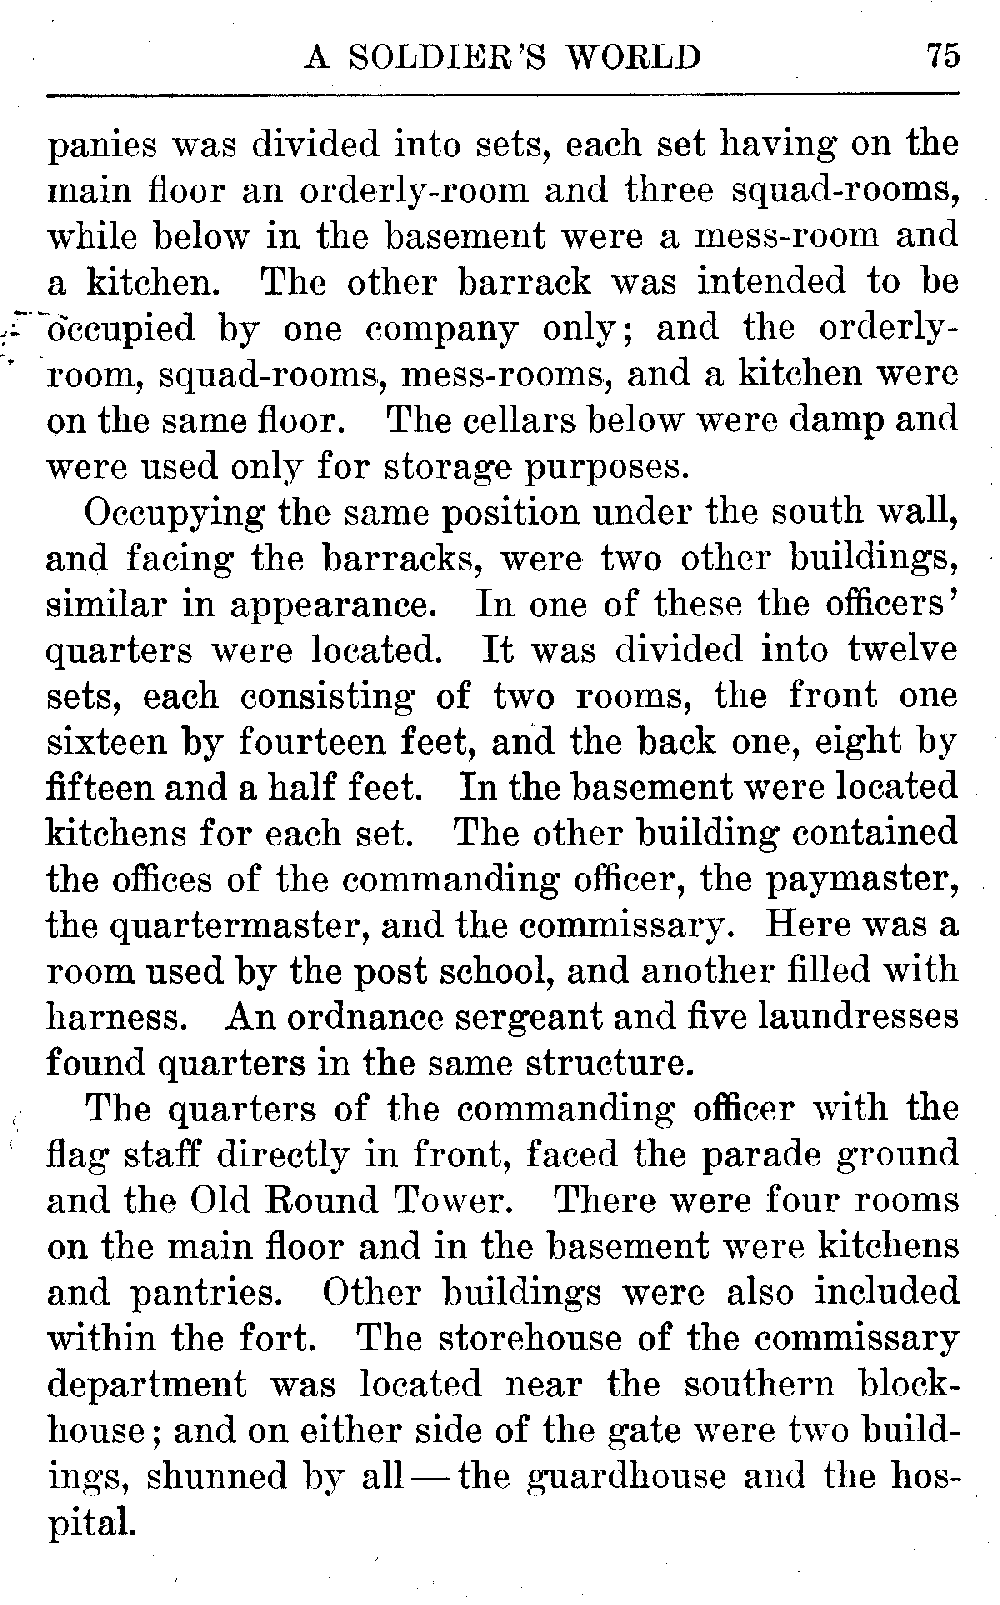 A SOLDIER'S WORLD 75
panies was divided into sets, each set having on the
main floor an orderly-room and three squad-rooms,
while below in the basement were a mess-room and
a kitchen. The other barrack was intended to be
occupied by one company only; and the orderly-
room, squad-rooms, mess-rooms, and a kitchen were
on the same floor. The cellars below were damp and
were used only for storage purposes.
Occupying the same position under the south wall,
and facing the barracks, were two other buildings,
similar in appearance. In one of these the officers'
quarters were located. It was divided into twelve
sets, each consisting of two rooms, the front one
sixteen by fourteen feet, and the back one, eight by
fifteen and a half feet. In the basement were located
kitchens for each set. The other building contained
the offices of the commanding officer, the paymaster,
the quartermaster, and the commissary. Here was a
room used by the post school, and another filled with
harness. An ordnance sergeant and five laundresses
found quarters in the same structure.
The quarters of the commanding officer with the
flag staff directly in front, faced the parade ground
and the Old Round Tower. There were four rooms
on the main floor and in the basement were kitchens
and pantries. Other buildings were also included
within the fort. The storehouse of the commissary
department was located near the southern block-
house; and on either side of the gate were two build-
ings, shunned by all — the guardhouse and the hos-
pital.